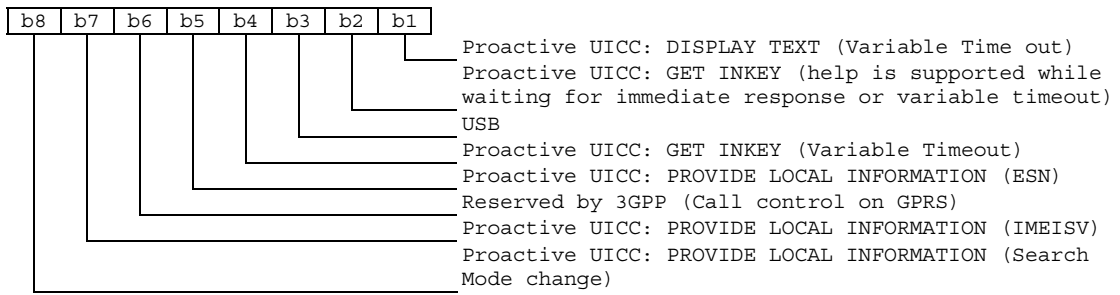 b8 b7 b6 b5 b4 b3 b2 b1
Proactive UICC: DISPLAY TEXT (Variable Time out)
Proactive UICC: GET INKEY (help is supported while
waiting for immediate response or variable timeout)
USB
Proactive UICC: GET INKEY (Variable Timeout)
Proactive UICC: PROVIDE LOCAL INFORMATION (ESN)
Reserved by 3GPP (Call control on GPRS)
Proactive UICC: PROVIDE LOCAL INFORMATION (IMEISV)
Proactive UICC: PROVIDE LOCAL INFORMATION (Search
Mode change)